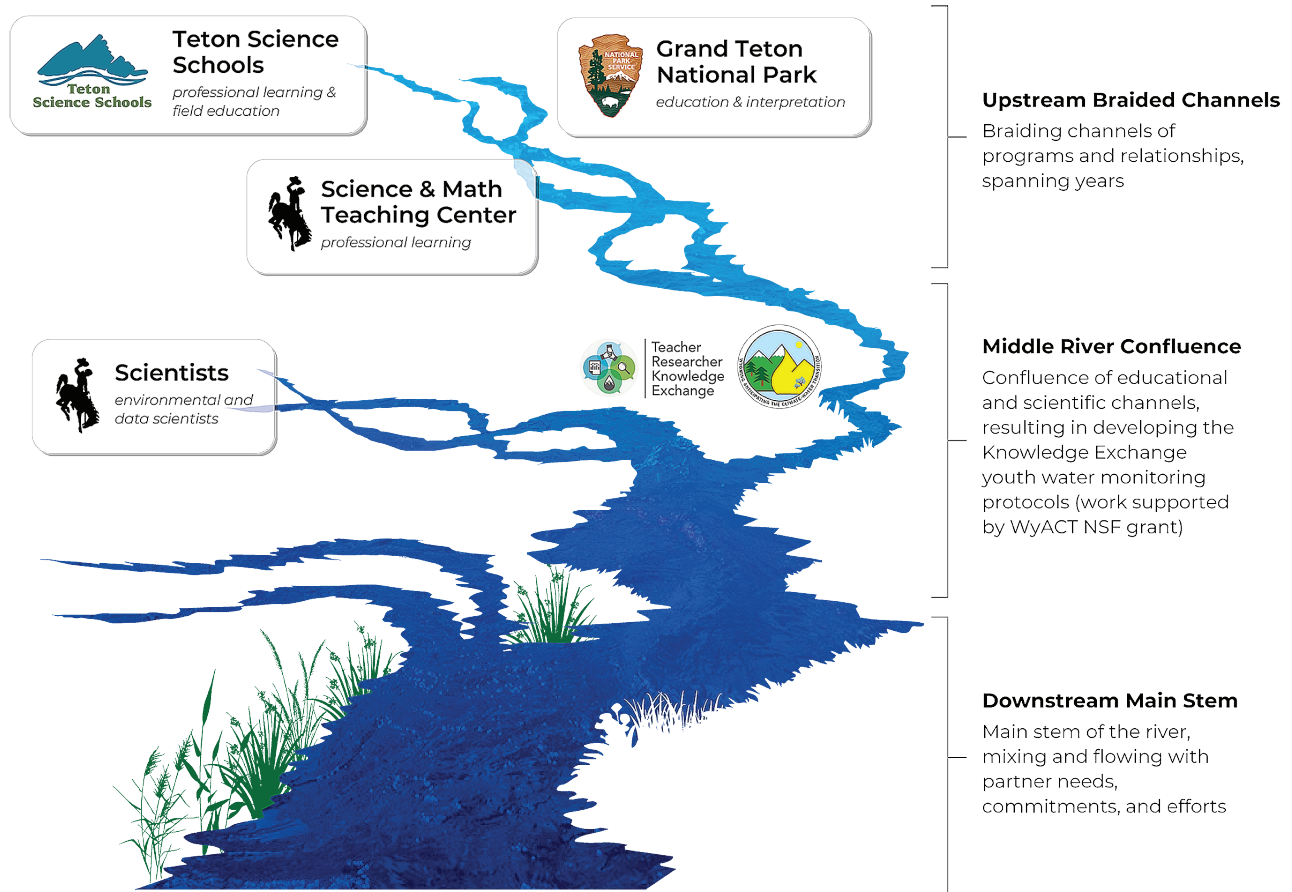 Teton Science
Schools
professional learning &
field education
Teton
Science Schools
Grand Teton
National Park
education & interpretation
NATIONAL
PARK
SERVICE
Science & Math
Teaching Center
professional learning
Upstream Braided Channels
Braiding channels of
programs and relationships,
spanning years
Scientists
environmental and
data scientists
Teacher
Researcher
Knowledge
Exchange
Middle River Confluence
Confluence of educational
and scientific channels,
resulting in developing the
Knowledge Exchange
youth water monitoring
protocols (work supported
by WyACT NSF grant)
Downstream Main Stem
Main stem of the river,
mixing and flowing with
partner needs,
commitments, and efforts